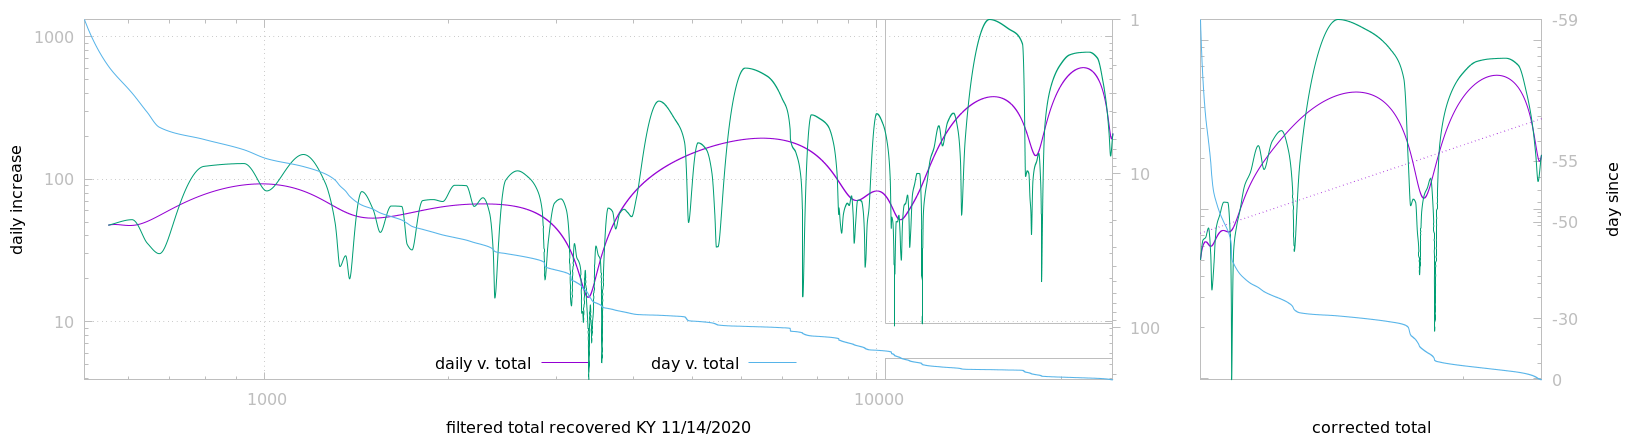 1000
100
10
daily increase
1000
10000
1
10
100
daily v. total
day v. total
filtered total recovered KY 11/14/2020
-59
-55
-50
-30
0
day since
corrected total